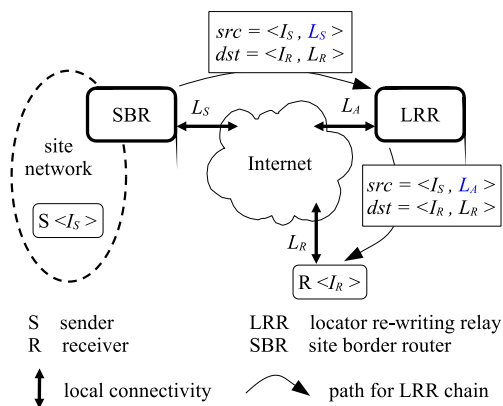 src = <I_S , L_S >
dst = <I_R , L_R >
SBR
L_S
L_A
LRR
site
network
Internet
S <I_S>
src = <I_S , L_A >
dst = <I_R , L_R >
L_R
R <I_R>
S sender
R receiver
LRR locator re-writing relay
SBR site border router
local connectivity
path for LRR chain